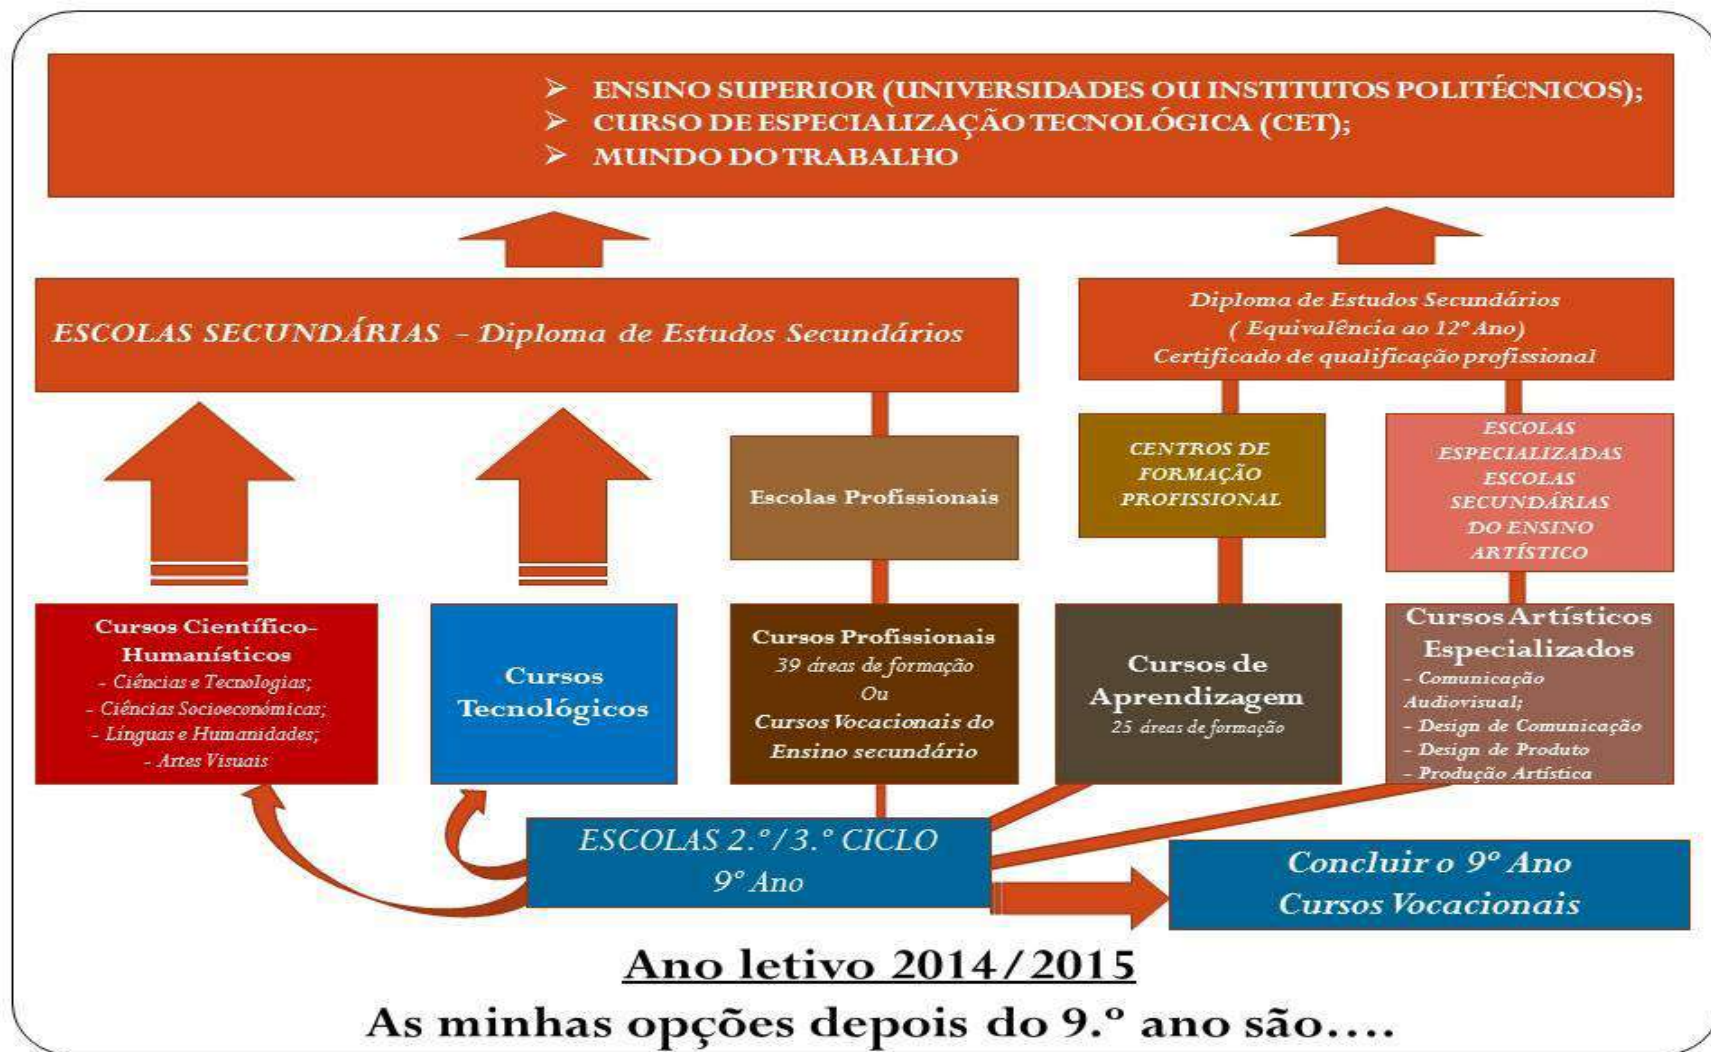 ➢ ENSINO SUPERIOR (UNIVERSIDADES OU INSTITUTOS POLITÉCNICOS);
➢ CURSO DE ESPECIALIZAÇÃO TECNOLÓGICA (CET);
➢ MUNDO DO TRABALHO
ESCOLAS SECUNDÁRIAS – Diploma de Estudos Secundários
Diploma de Estudos Secundários
( Equivalência ao 12º Ano)
Certificado de qualificação profissional
Escolas Profissionais
CENTROS DE
FORMAÇÃO
PROFISSIONAL
ESCOLAS
ESPECIALIZADAS
ESCOLAS
SECUNDÁRIAS
DO ENSINO
ARTÍSTICO
Cursos Científico-
Humanísticos
- Ciências e Tecnologias;
- Ciências Socioeconómicas;
- Línguas e Humanidades;
- Artes Visuais
Cursos
Tecnológicos
Cursos Profissionais
39 áreas de formação
Ou
Cursos Vocacionais do
Ensino secundário
Cursos de
Aprendizagem
25 áreas de formação
Cursos Artísticos
Especializados
- Comunicação
Audiovisual;
- Design de Comunicação
- Design de Produto
- Produção Artística
ESCOLAS 2.º/3.º CICLO
9º Ano
Concluir o 9º Ano
Cursos Vocacionais
Ano letivo 2014/2015
As minhas opções depois do 9.º ano são....